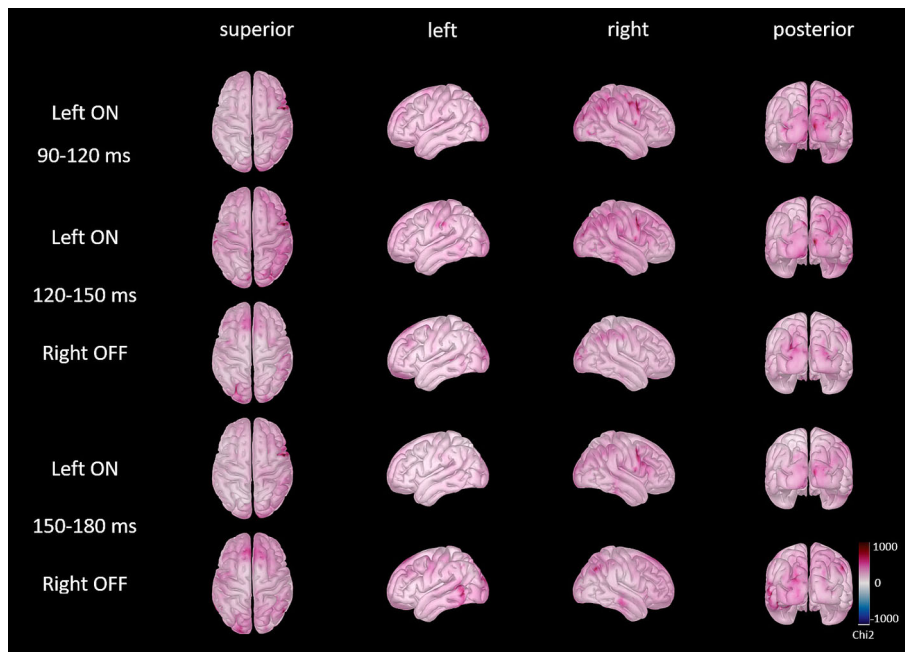 superior left right posterior
Left ON
90-120 ms
Left ON
120-150 ms
Right OFF
Left ON
150-180 ms
Right OFF
1000
0
-1000
Chi2